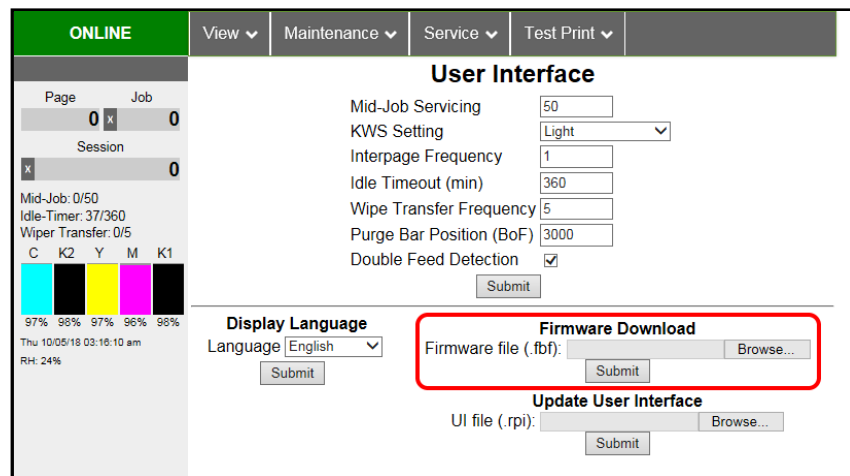 ONLINE View Maintenance Service Test Print
User Interface
Page Job
0 x 0
Session
x 0
Mid-Job: 0/50
Idle-Timer: 37/360
Wiper Transfer: 0/5
C K2 Y M K1
97% 98% 97% 96% 98%
Thu 10/05/18 03:16:10 am
RH: 24%
Mid-Job Servicing 50
KWS Setting Light
Interpage Frequency 1
Idle Timeout (min) 360
Wipe Transfer Frequency 5
Purge Bar Position (BoF) 3000
Double Feed Detection
Submit
Display Language
Language English
Submit
Firmware Download
Firmware file (.fbf): Browse...
Submit
Update User Interface
UI file (.rpi): Browse...
Submit